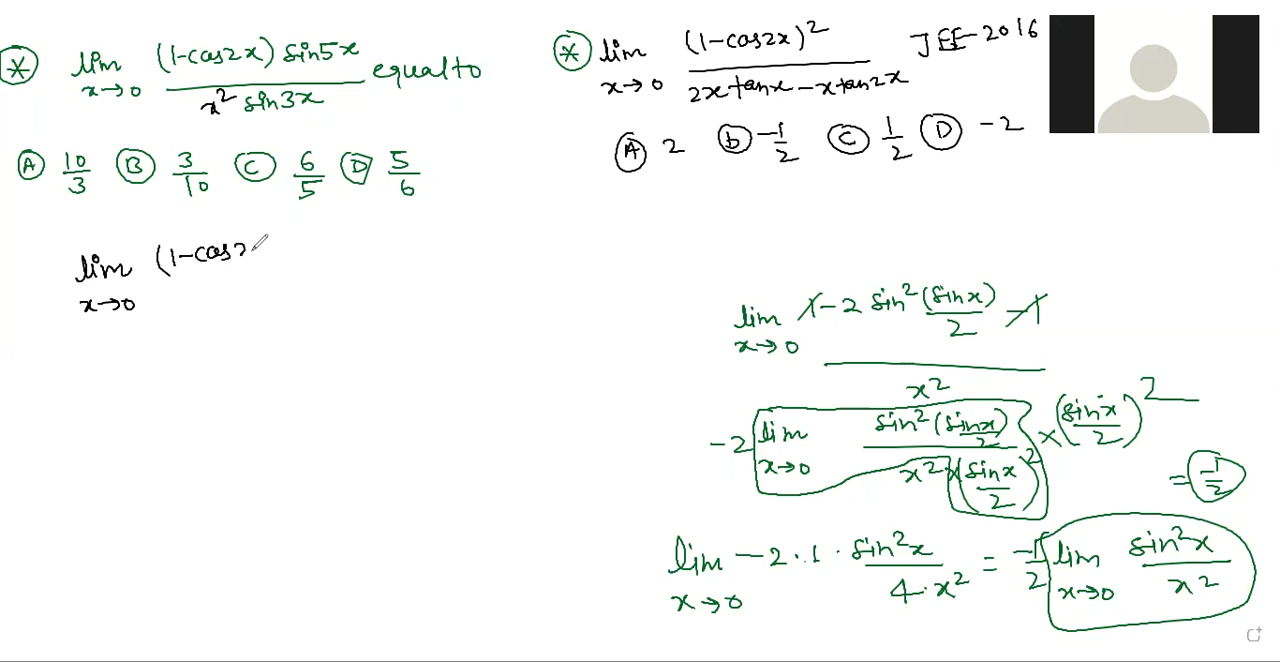 * lim x→0 (1-cos2x) sin5x / x² sin3x equal to
A 10/3 B 3/10 C 6/5 D 5/6
lim x→0 (1-cos2
* lim x→0 (1-cos2x)² / 2x tanx - x tan2x JEE-2016
A 2 b -1/2 C 1/2 D -2
lim x→0 1-2 sin²(sinx)/2 -1 / x²
-2 lim x→0 sin²(sinx)/2 / x² × (sinx/2)² × (sinx/2)²
= -1/2
lim x→0 -2·1· sin²x / 4·x² = -1/2 lim x→0 sin²x / x²